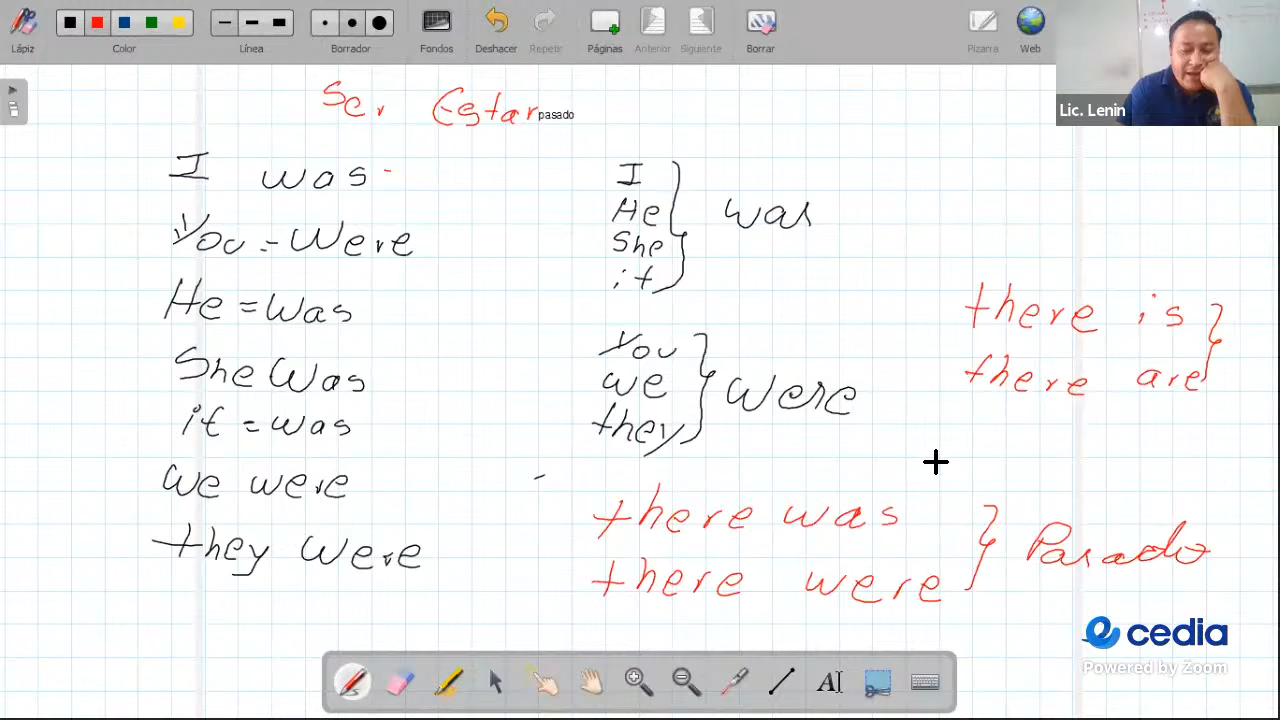 Lápiz Color Línea Borrador Fondos Deshacer Repetir Páginas Anterior Siguiente Borrar Pizarra Web
Lic. Lenin
Ser Estar pasado
I was
You = Were
He = Was
She Was
it = was
we were
they were
I
He
She
it
was
You
we
they
were
there is
there are
there was
there were
Pasado
cedia
Powered by Zoom